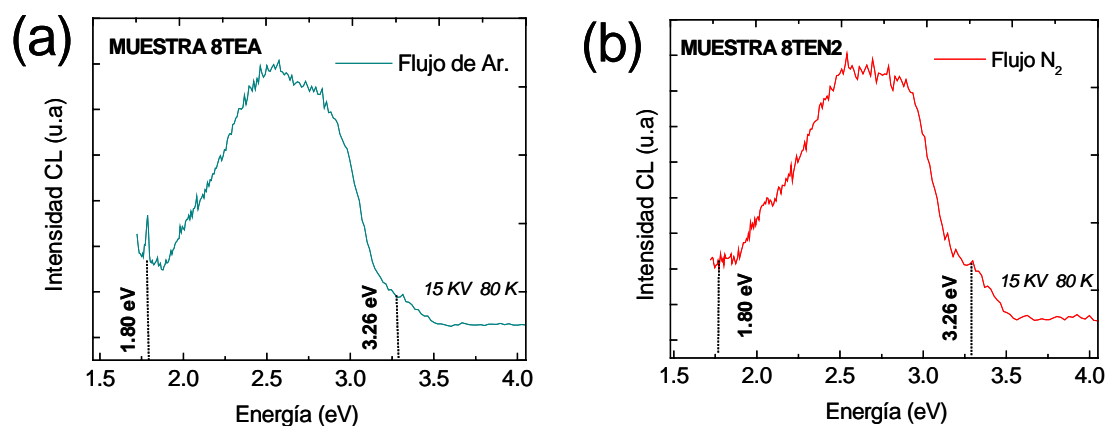 (a)
MUESTRA 8TEA
Flujo de Ar.
Intensidad CL (u.a)
1.80 eV
3.26 eV
15 KV 80 K
1.5 2.0 2.5 3.0 3.5 4.0
Energía (eV)
(b)
MUESTRA 8TEN2
Flujo N₂
Intensidad CL (u.a)
1.80 eV
3.26 eV
15 KV 80 K
1.5 2.0 2.5 3.0 3.5 4.0
Energía (eV)